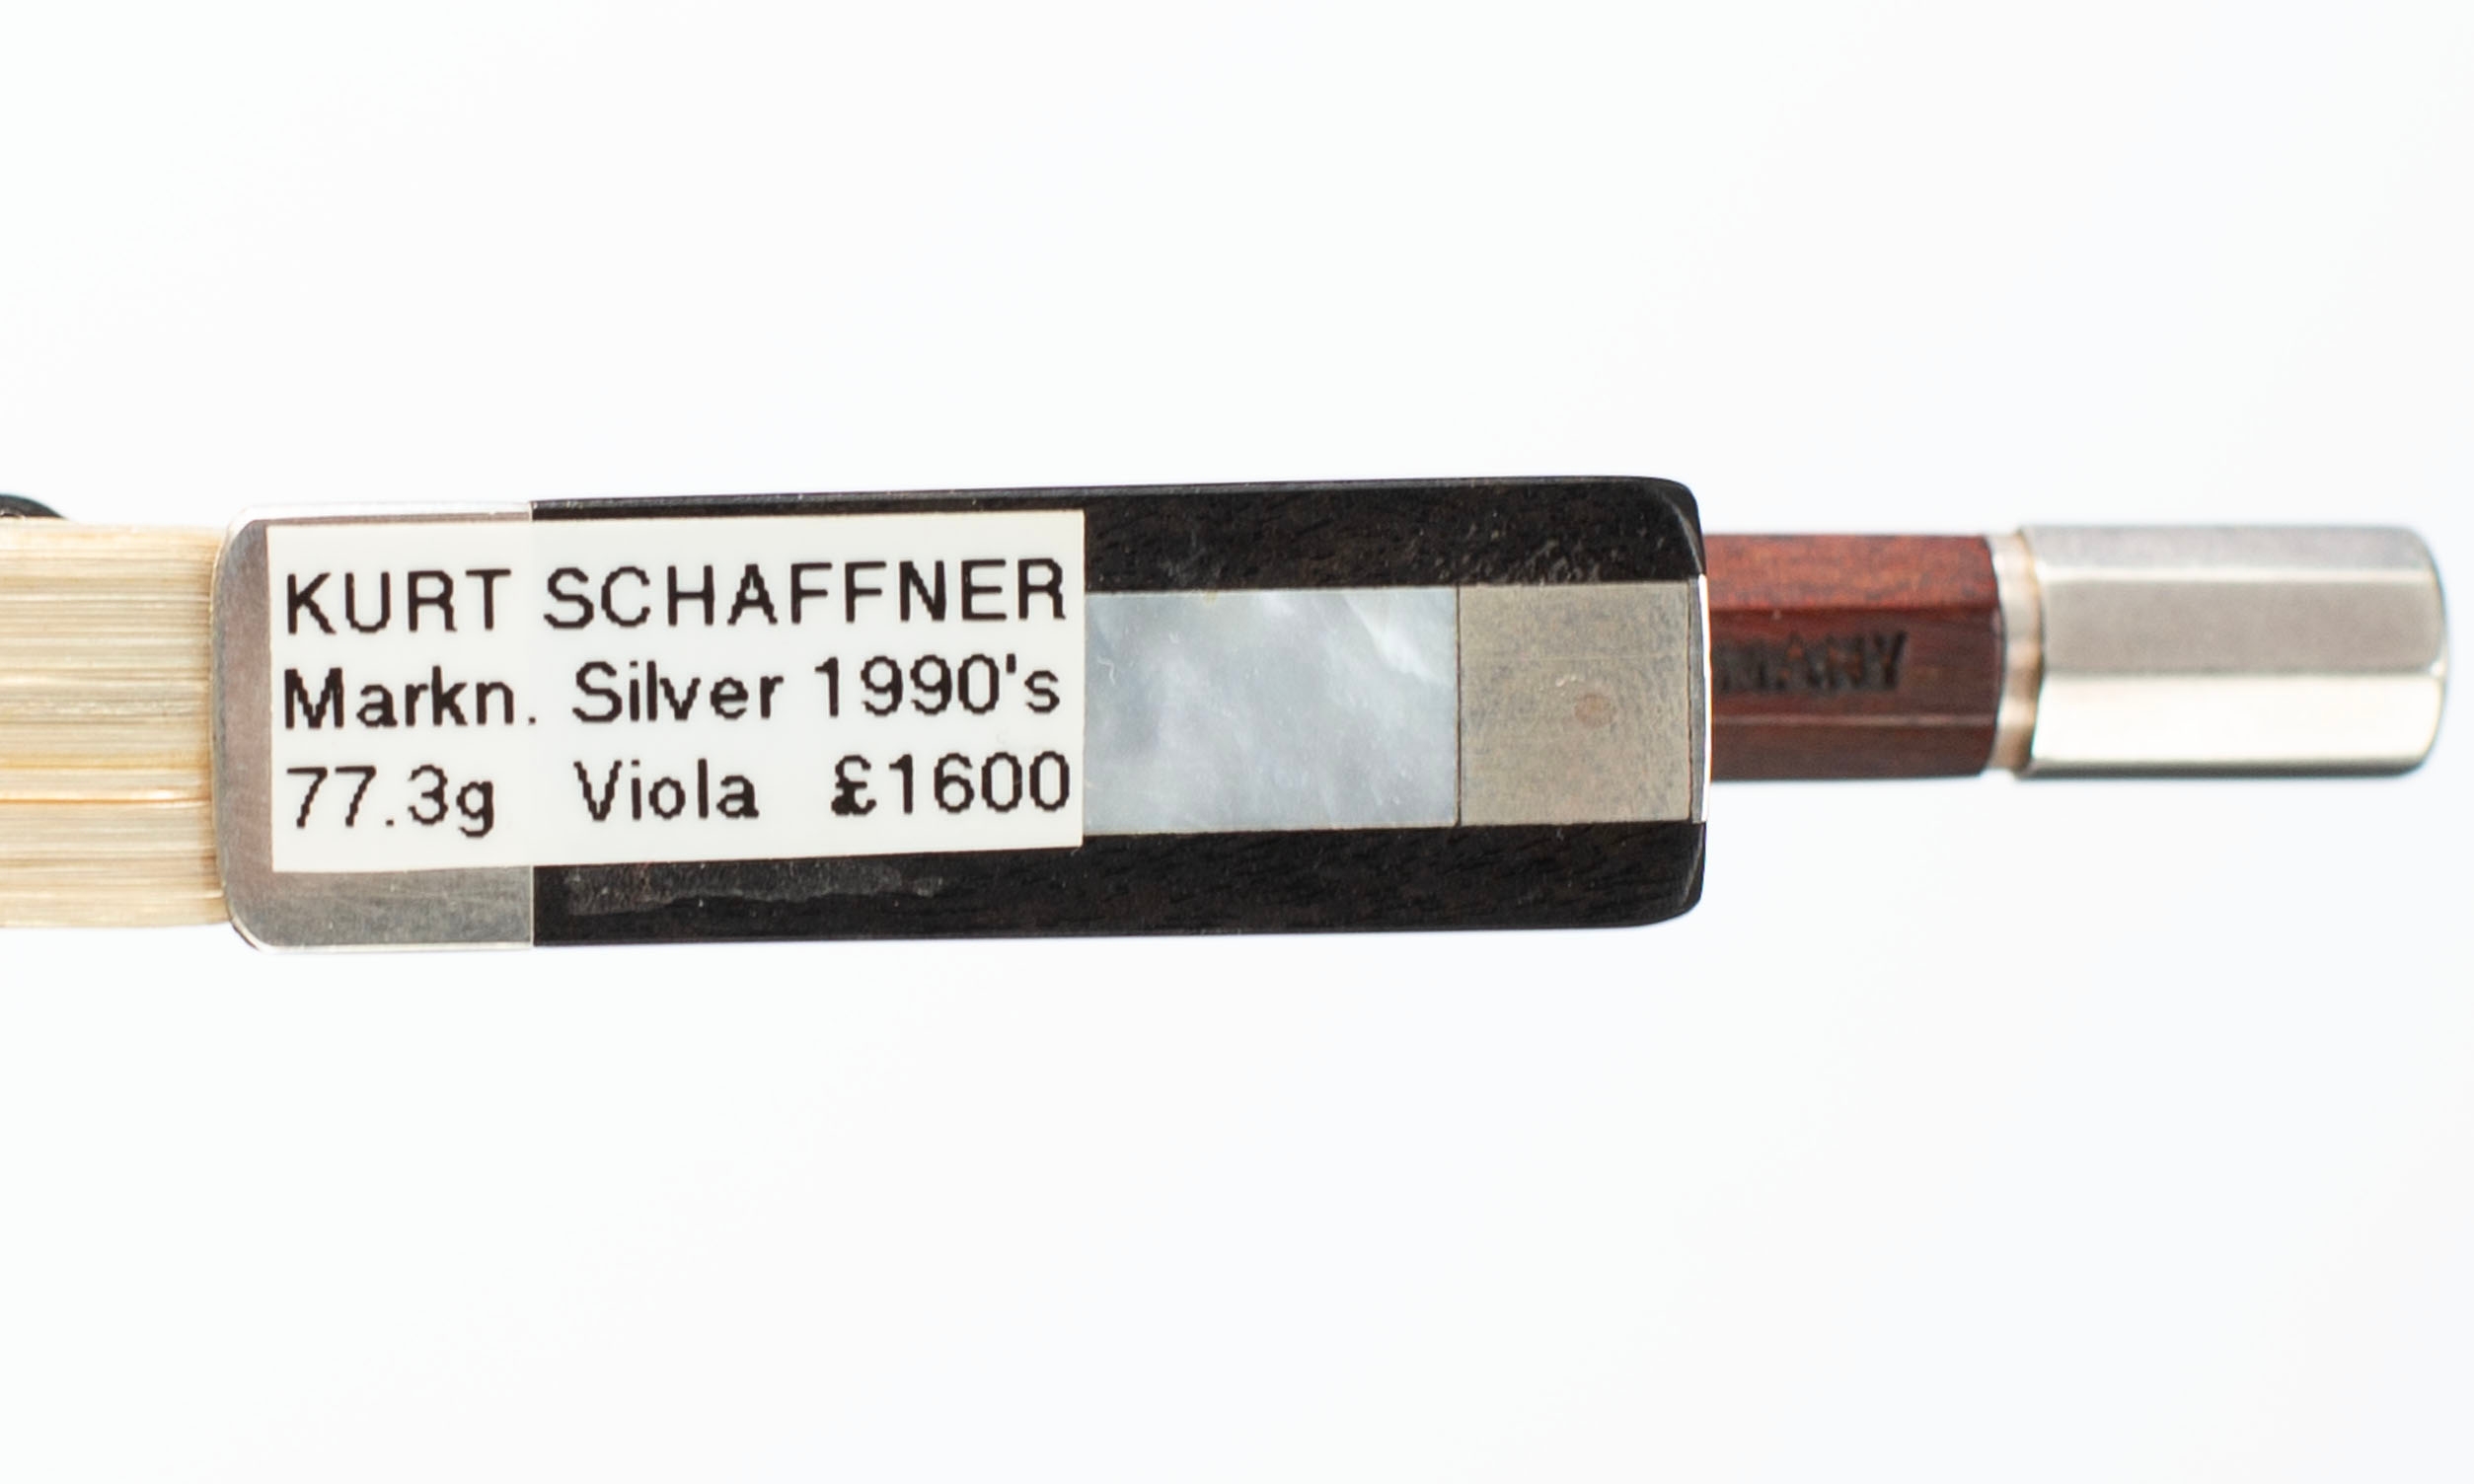 KURT SCHAFFNER
Markn. Silver 1990's
77.3g Viola £1600